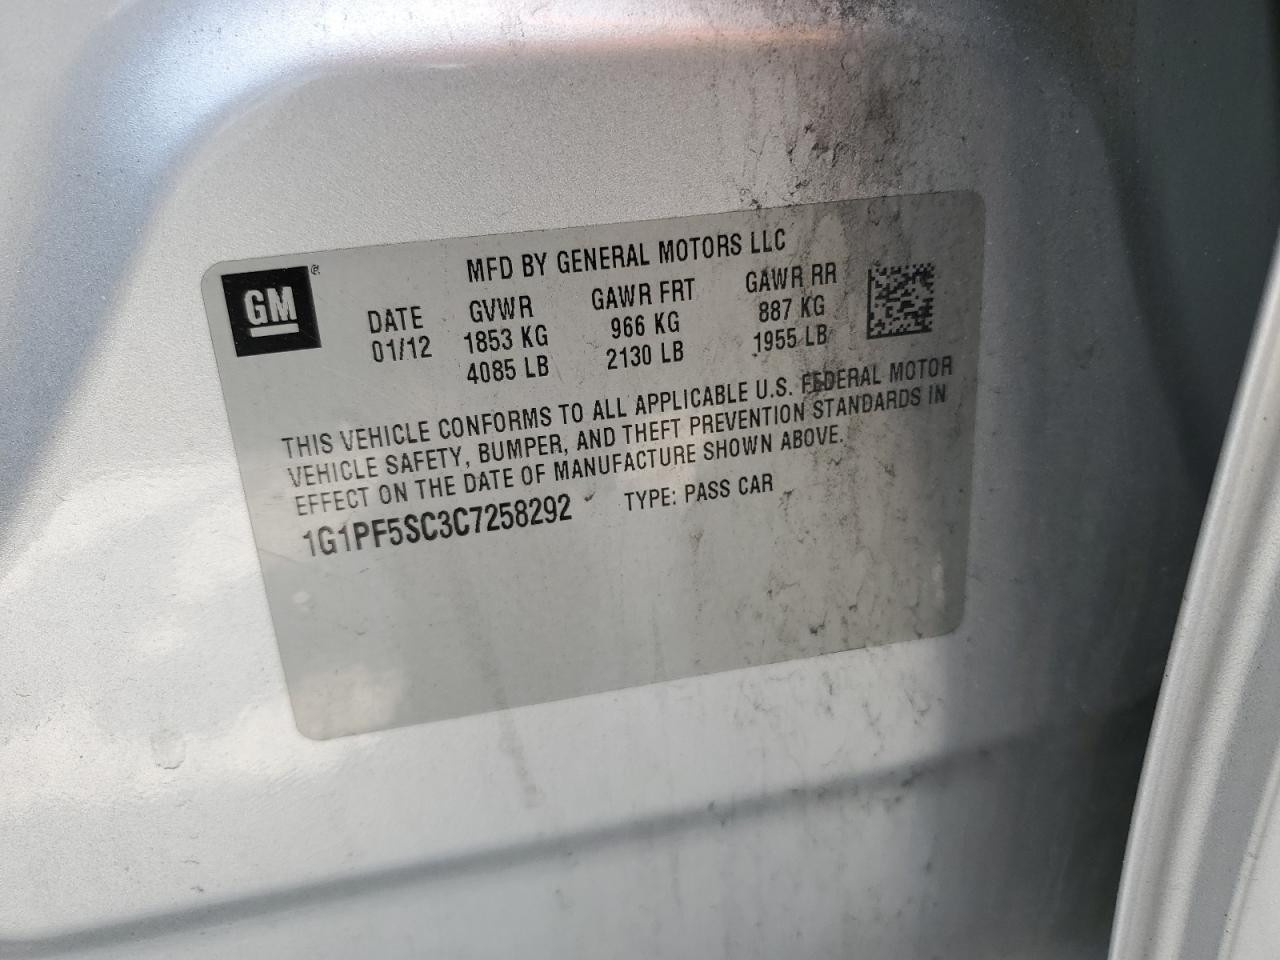 GM ®
MFD BY GENERAL MOTORS LLC
DATE GVWR GAWR FRT GAWR RR
01/12 1853 KG 966 KG 887 KG
4085 LB 2130 LB 1955 LB
THIS VEHICLE CONFORMS TO ALL APPLICABLE U.S. FEDERAL MOTOR
VEHICLE SAFETY, BUMPER, AND THEFT PREVENTION STANDARDS IN
EFFECT ON THE DATE OF MANUFACTURE SHOWN ABOVE.
1G1PF5SC3C7258292 TYPE: PASS CAR